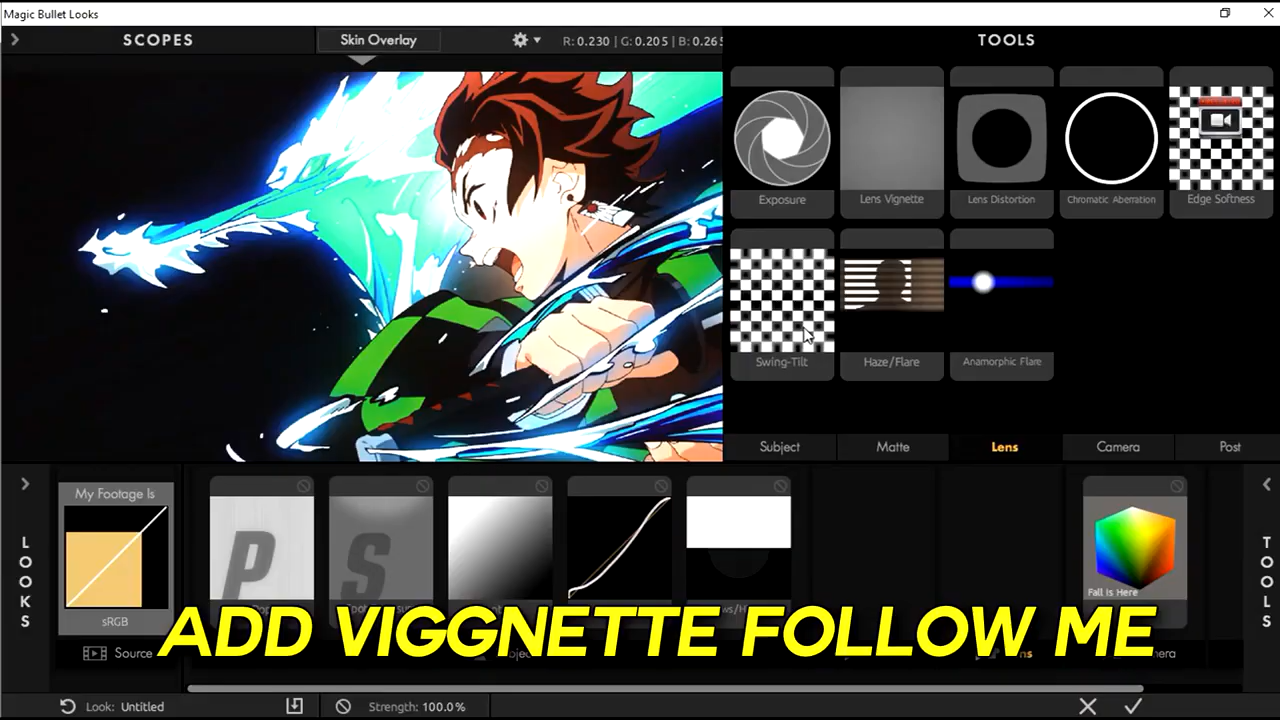 Magic Bullet Looks
SCOPES
Skin Overlay
R: 0.230 | G: 0.205 | B: 0.265
TOOLS
Exposure
Lens Vignette
Lens Distortion
Chromatic Aberration
Edge Softness
Swing-Tilt
Haze/Flare
Anamorphic Flare
Subject
Matte
Lens
Camera
Post
My Footage Is
sRGB
LOOKS
P
S
Fall is Here
TOOLS
ADD VIGGNETTE FOLLOW ME
Source
Look: Untitled
Strength: 100.0%